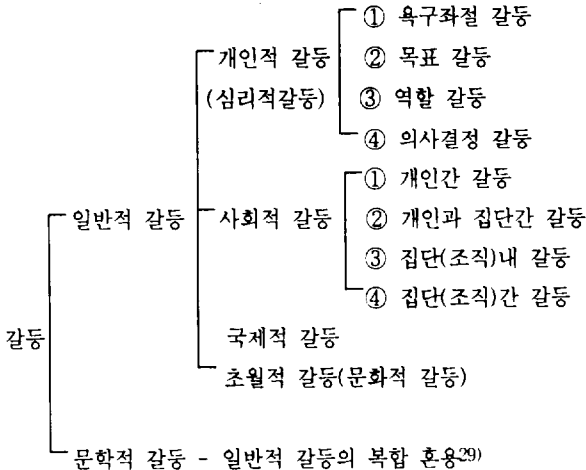 ① 욕구좌절 갈등
개인적 갈등 ② 목표 갈등
(심리적갈등) ③ 역할 갈등
④ 의사결정 갈등
① 개인간 갈등
일반적 갈등 사회적 갈등 ② 개인과 집단간 갈등
③ 집단(조직)내 갈등
④ 집단(조직)간 갈등
갈등 국제적 갈등
초월적 갈등(문화적 갈등)
문학적 갈등 - 일반적 갈등의 복합 혼용29)